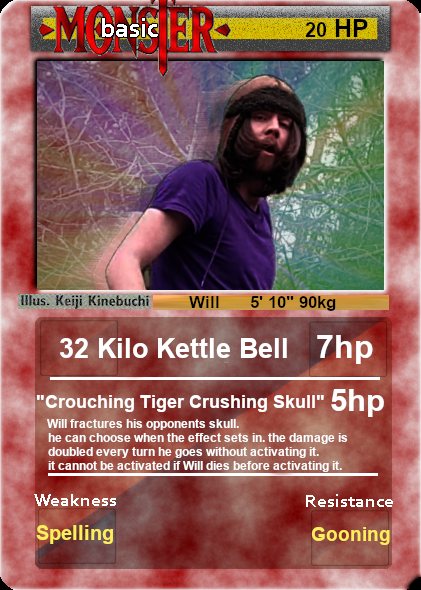 MONSTER
basic
20 HP
Illus. Keiji Kinebuchi
Will 5' 10" 90kg
32 Kilo Kettle Bell 7hp
"Crouching Tiger Crushing Skull" 5hp
Will fractures his opponents skull.
he can choose when the effect sets in. the damage is
doubled every turn he goes without activating it.
it cannot be activated if Will dies before activating it.
Weakness Resistance
Spelling Gooning